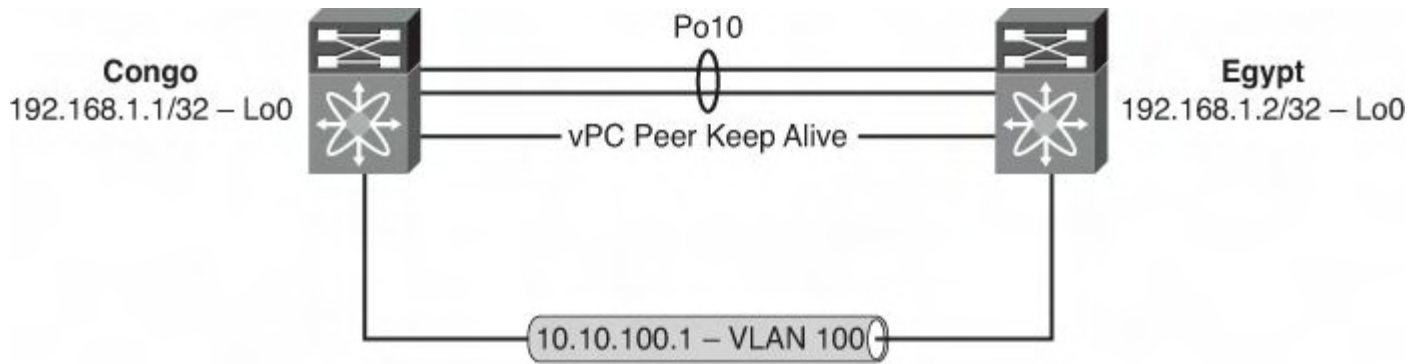 Po10
Congo
192.168.1.1/32 – Lo0
Egypt
192.168.1.2/32 – Lo0
vPC Peer Keep Alive
10.10.100.1 – VLAN 100